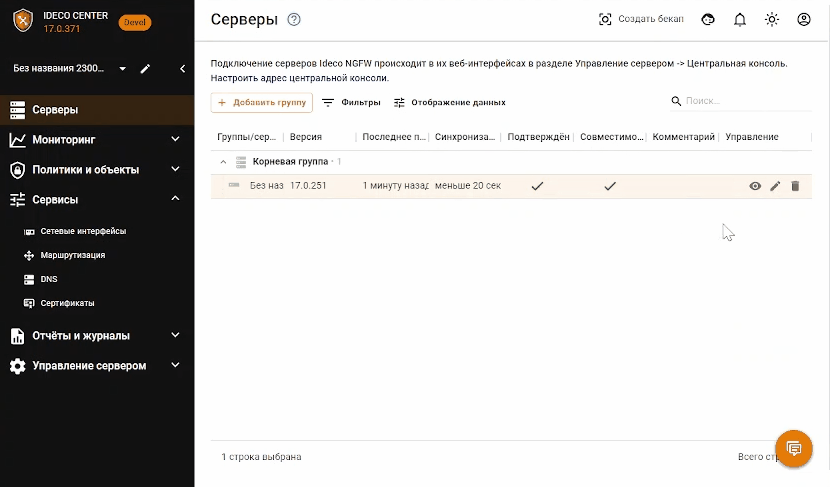 IDECO CENTER
17.0.371
Devel
Без названия 2300...
Серверы
Мониторинг
Политики и объекты
Сервисы
Сетевые интерфейсы
Маршрутизация
DNS
Сертификаты
Отчёты и журналы
Управление сервером
Серверы
Создать бекап
Подключение серверов Ideco NGFW происходит в их веб-интерфейсах в разделе Управление сервером -> Центральная консоль.
Настроить адрес центральной консоли.
+ Добавить группу
Фильтры
Отображение данных
Поиск...
Группы/сер... Версия Последнее п... Синхрониза... Подтверждён Совместимо... Комментарий Управление
Корневая группа - 1
Без наз 17.0.251 1 минуту назад меньше 20 сек
1 строка выбрана
Всего